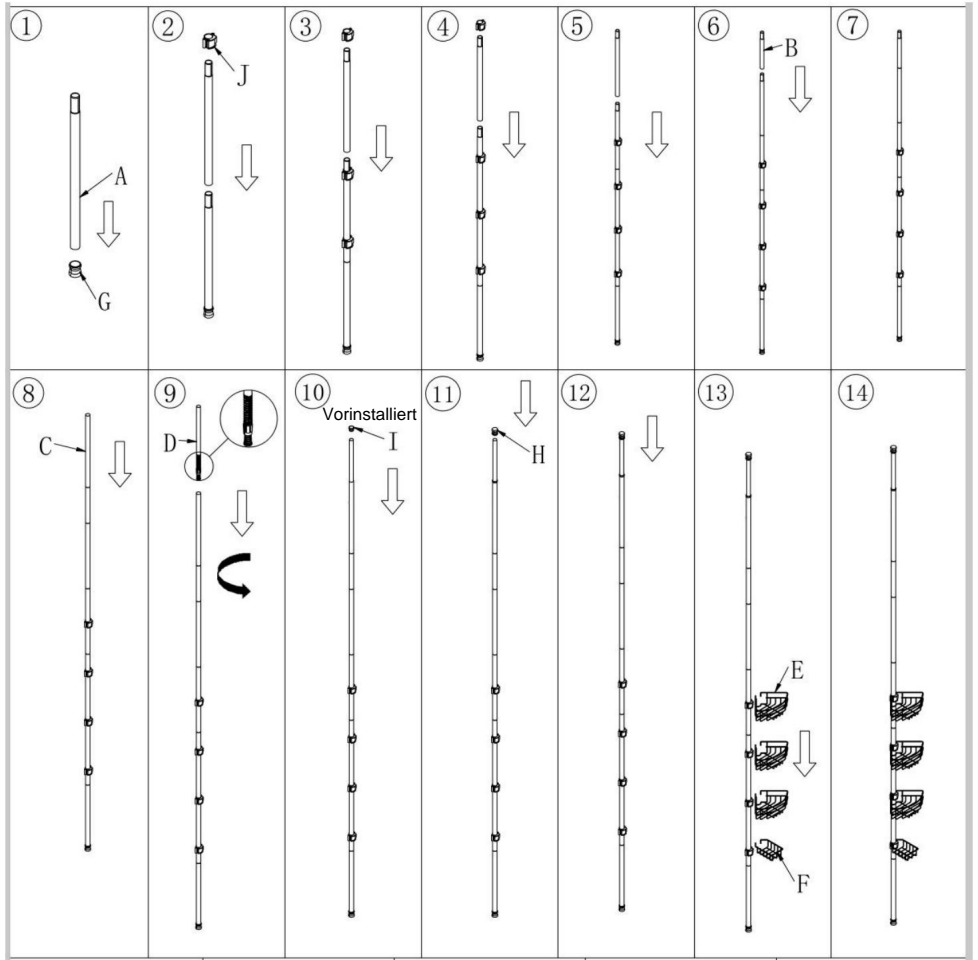 ①
A
G
②
J
③
④
⑤
⑥
B
⑦
⑧
C
⑨
D
⑩
Vorinstalliert
I
⑪
H
⑫
⑬
E
F
⑭